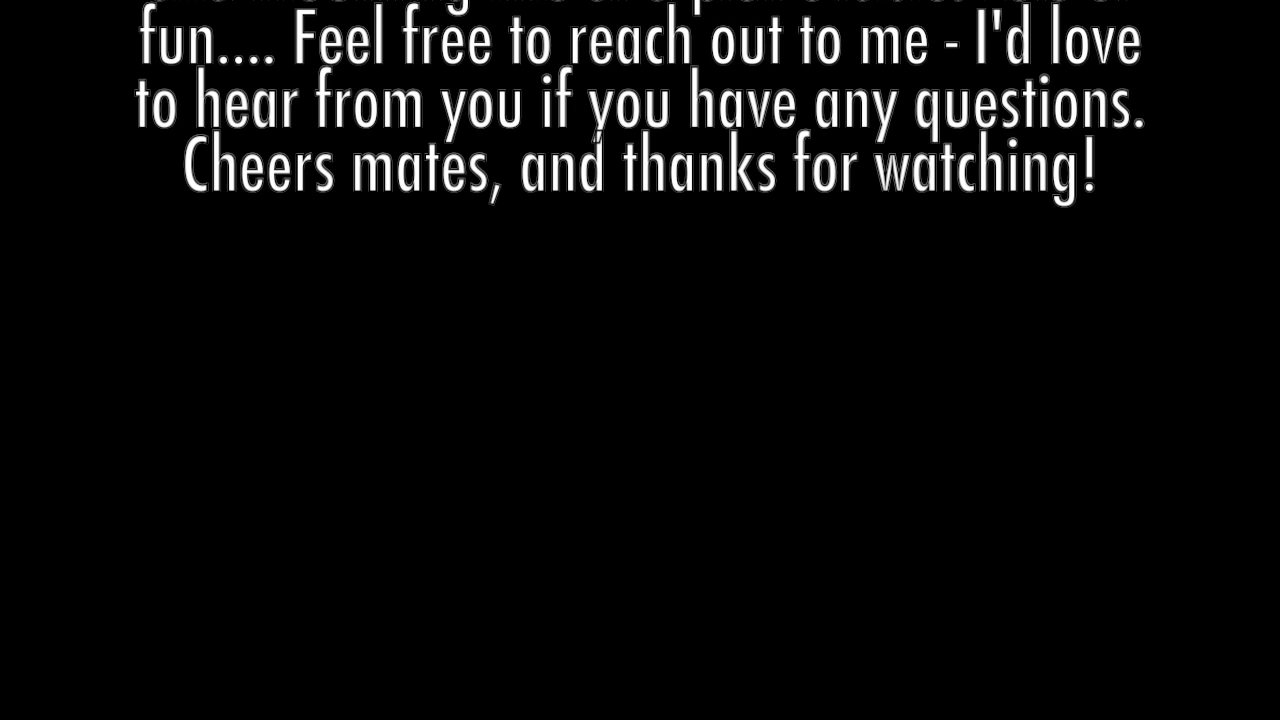 fun.... Feel free to reach out to me - I'd love
to hear from you if you have any questions.
Cheers mates, and thanks for watching!